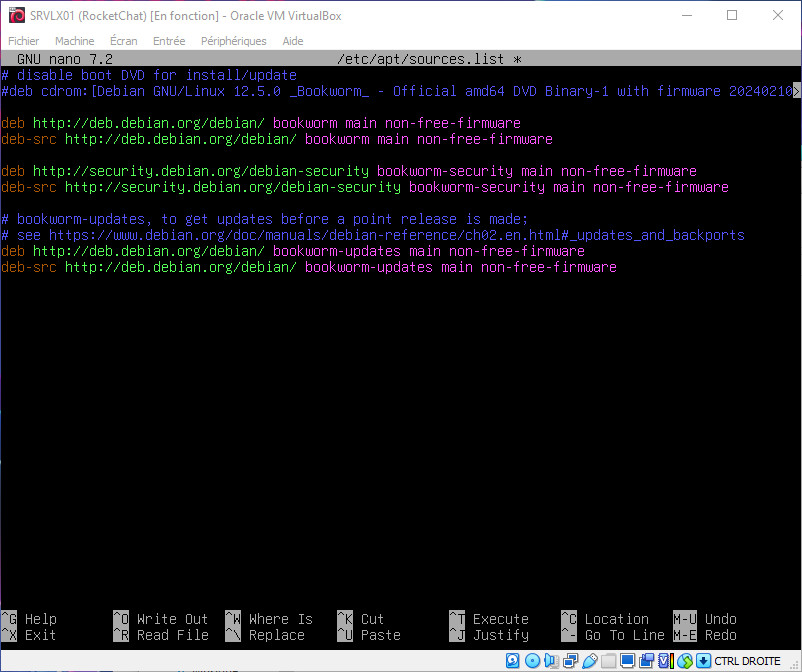 SRVLX01 (RocketChat) [En fonction] - Oracle VM VirtualBox
Fichier Machine Écran Entrée Périphériques Aide
GNU nano 7.2 /etc/apt/sources.list *
# disable boot DVD for install/update
#deb cdrom:[Debian GNU/Linux 12.5.0 _Bookworm_ - Official amd64 DVD Binary-1 with firmware 20240210>
deb http://deb.debian.org/debian/ bookworm main non-free-firmware
deb-src http://deb.debian.org/debian/ bookworm main non-free-firmware
deb http://security.debian.org/debian-security bookworm-security main non-free-firmware
deb-src http://security.debian.org/debian-security bookworm-security main non-free-firmware
# bookworm-updates, to get updates before a point release is made;
# see https://www.debian.org/doc/manuals/debian-reference/ch02.en.html#_updates_and_backports
deb http://deb.debian.org/debian/ bookworm-updates main non-free-firmware
deb-src http://deb.debian.org/debian/ bookworm-updates main non-free-firmware
^G Help ^O Write Out ^W Where Is ^K Cut ^T Execute ^C Location M-U Undo
^X Exit ^R Read File ^\ Replace ^U Paste ^J Justify ^- Go To Line M-E Redo
CTRL DROITE